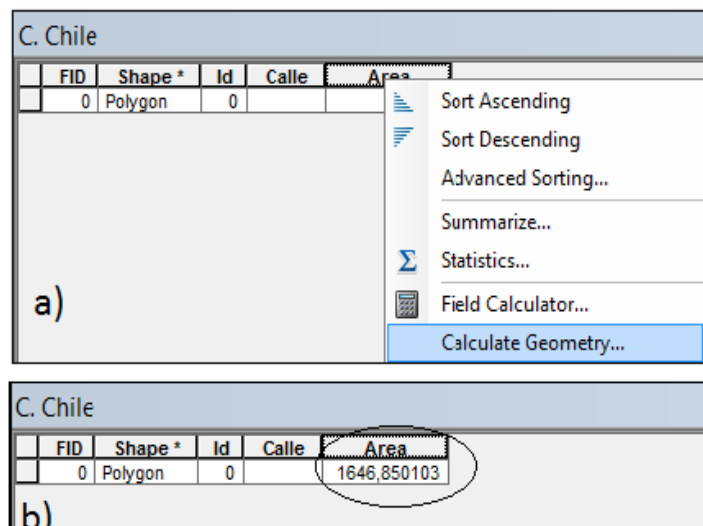 C. Chile
FID Shape * Id Calle Area
0 Polygon 0
Sort Ascending
Sort Descending
Advanced Sorting...
Summarize...
Σ Statistics...
Field Calculator...
Calculate Geometry...
a)
C. Chile
FID Shape * Id Calle Area
0 Polygon 0 1646,850103
b)